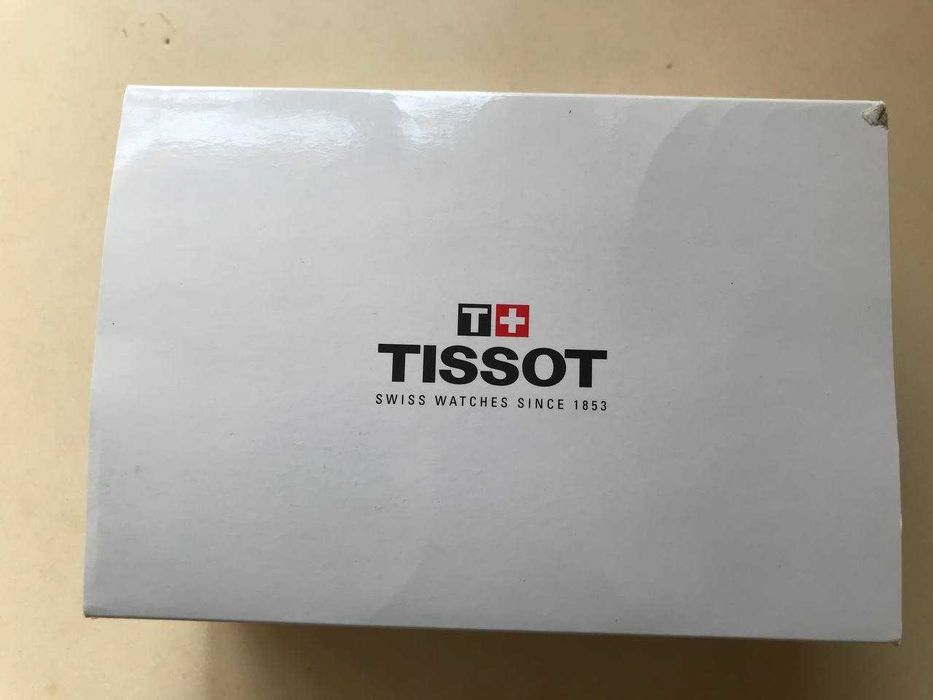 T+
TISSOT
SWISS WATCHES SINCE 1853